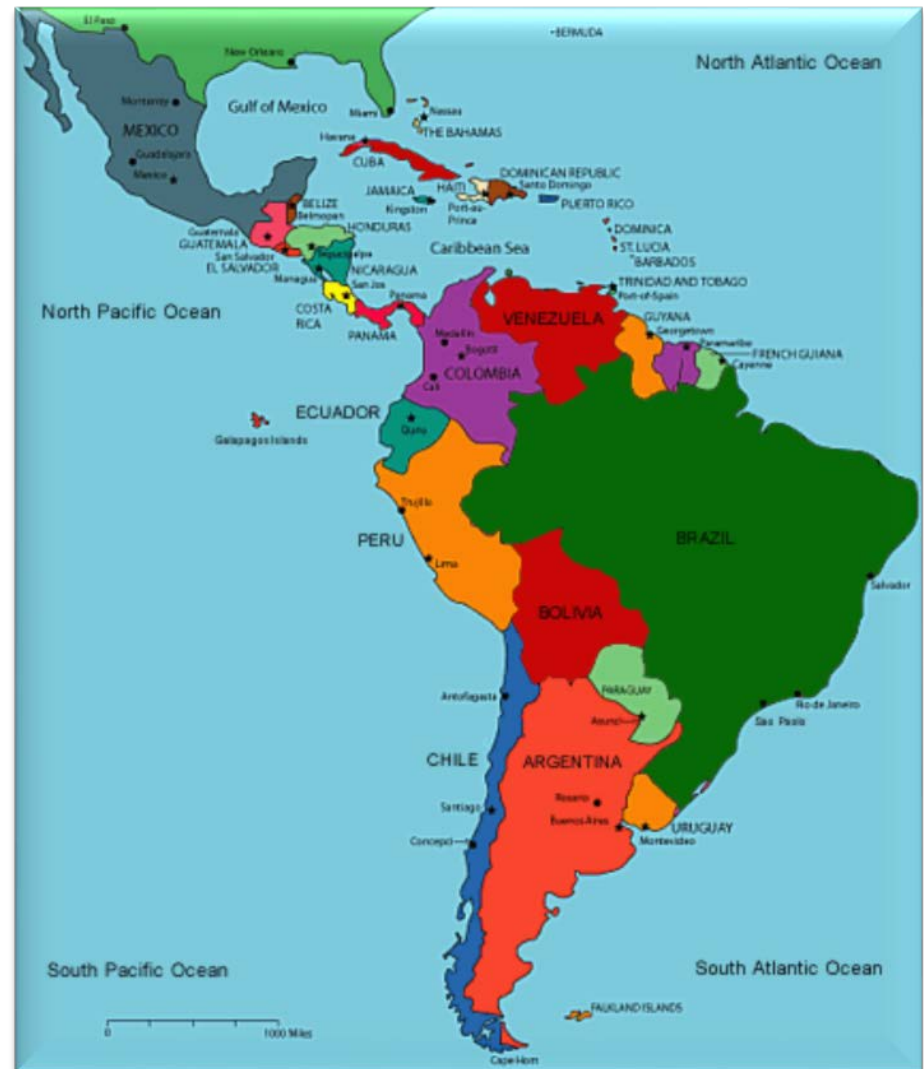 El Paso
BERMUDA
New Orleans
North Atlantic Ocean
Monterrey
Gulf of Mexico
Miami
Nassau
THE BAHAMAS
MEXICO
Havana
Guadalajara
CUBA
Mexico
DOMINICAN REPUBLIC
JAMAICA
HAITI
Santo Domingo
Kingston
Port-au-
Prince
PUERTO RICO
BELIZE
Belmopan
HONDURAS
DOMINICA
Guatemala
GUATEMALA
Tegucigalpa
Caribbean Sea
ST. LUCIA
San Salvador
BARBADOS
EL SALVADOR
NICARAGUA
Managua
San Jos
TRINIDAD AND TOBAGO
Port-of-Spain
COSTA
RICA
Panama
PANAMA
North Pacific Ocean
VENEZUELA
GUYANA
Georgetown
Medellin
Paramaribo
Bogotá
FRENCH GUIANA
Cayenne
COLOMBIA
Cali
ECUADOR
Quito
Galapagos Islands
Trujillo
PERU
Lima
BRAZIL
Salvador
BOLIVIA
PARAGUAY
Antofagasta
Rio de Janeiro
Sao Paolo
Asunci
CHILE
ARGENTINA
Rosario
Santiago
Buenos Aires
URUGUAY
Montevideo
Concepci
South Pacific Ocean
South Atlantic Ocean
FALKLAND ISLANDS
0
1000 Miles
Cape Horn